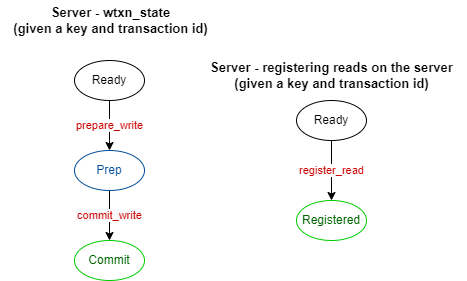 Server - wtxn_state
(given a key and transaction id)
Ready
prepare_write
Prep
commit_write
Commit
Server - registering reads on the server
(given a key and transaction id)
Ready
register_read
Registered